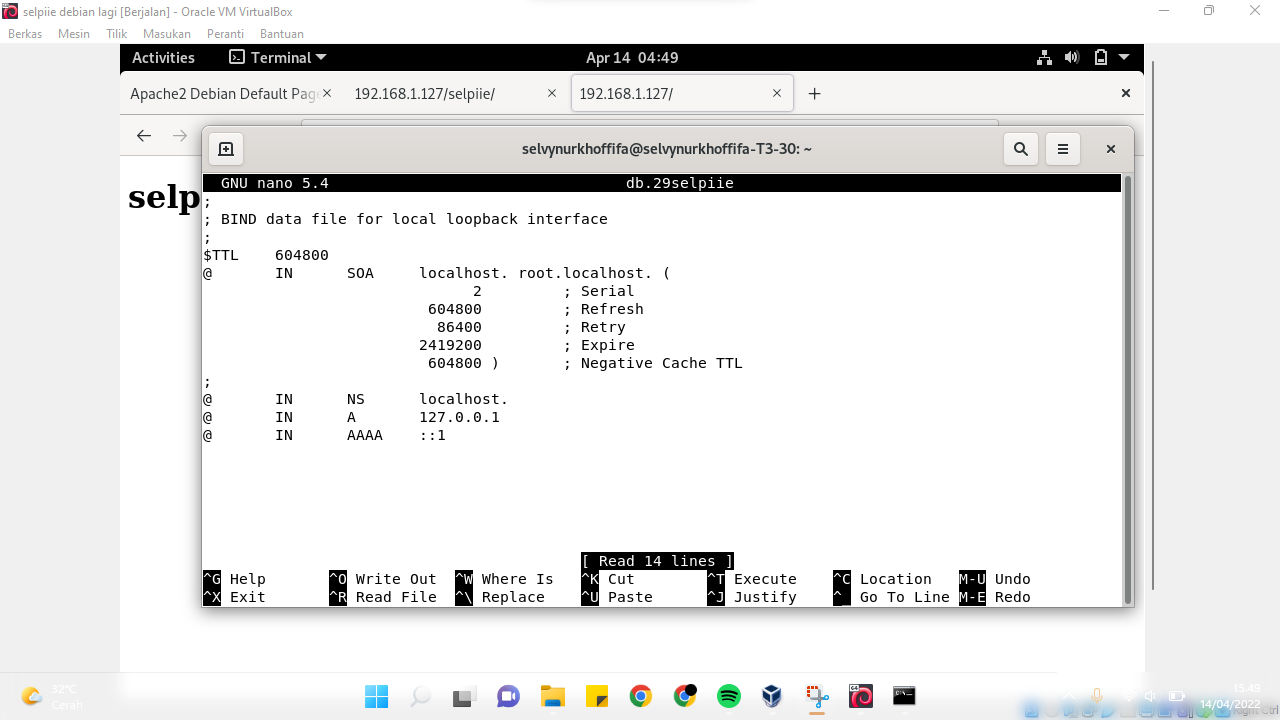 selpiie debian lagi [Berjalan] - Oracle VM VirtualBox
Berkas Mesin Tilik Masukan Peranti Bantuan
Activities Terminal Apr 14 04:49
Apache2 Debian Default Page 192.168.1.127/selpiie/ 192.168.1.127/
selvynurkhoffifa@selvynurkhoffifa-T3-30: ~
selp
GNU nano 5.4 db.29selpiie
;
; BIND data file for local loopback interface
;
$TTL 604800
@ IN SOA localhost. root.localhost. (
2 ; Serial
604800 ; Refresh
86400 ; Retry
2419200 ; Expire
604800 ) ; Negative Cache TTL
;
@ IN NS localhost.
@ IN A 127.0.0.1
@ IN AAAA ::1
[ Read 14 lines ]
^G Help ^O Write Out ^W Where Is ^K Cut ^T Execute ^C Location M-U Undo
^X Exit ^R Read File ^\ Replace ^U Paste ^J Justify ^_ Go To Line M-E Redo
32°C
Cerah
15.49
14/04/2022
Right Ctrl